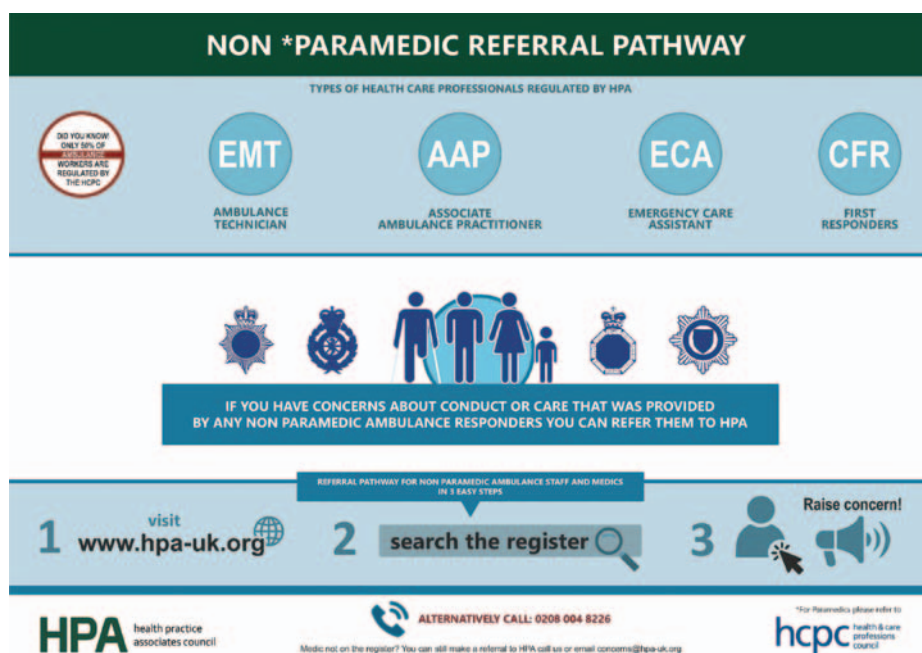 NON *PARAMEDIC REFERRAL PATHWAY
TYPES OF HEALTH CARE PROFESSIONALS REGULATED BY HPA
DID YOU KNOW!
ONLY 50% OF
AMBULANCE
WORKERS ARE
REGULATED BY
THE HCPC
EMT
AMBULANCE
TECHNICIAN
AAP
ASSOCIATE
AMBULANCE PRACTITIONER
ECA
EMERGENCY CARE
ASSISTANT
CFR
FIRST
RESPONDERS
IF YOU HAVE CONCERNS ABOUT CONDUCT OR CARE THAT WAS PROVIDED
BY ANY NON PARAMEDIC AMBULANCE RESPONDERS YOU CAN REFER THEM TO HPA
REFERRAL PATHWAY FOR NON PARAMEDIC AMBULANCE STAFF AND MEDICS
IN 3 EASY STEPS
1
visit
www.hpa-uk.org
2
search the register
3
Raise concern!
HPA
health practice
associates council
ALTERNATIVELY CALL: 0208 004 8226
Medic not on the register? You can still make a referral to HPA call us or email concerns@hpa-uk.org
*For Paramedics please refer to
hcpc
health & care
professions
council